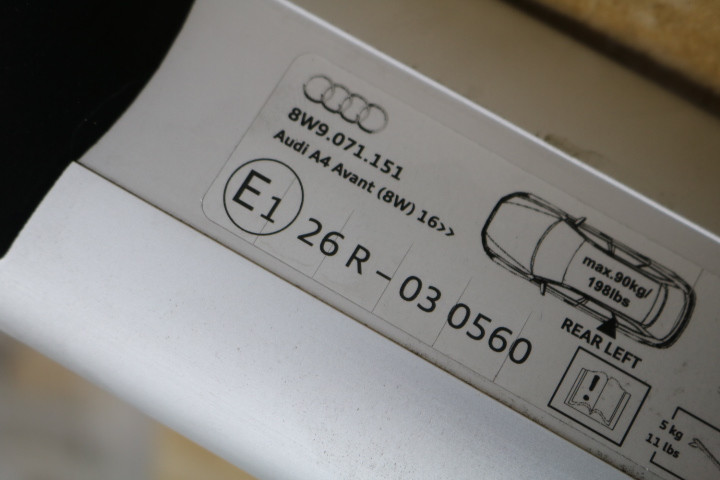 8W9.071.151
Audi A4 Avant (8W) 16>>
E1 26 R - 03 0560
max.90kg/
198lbs
REAR LEFT
!
5 kg
11 lbs